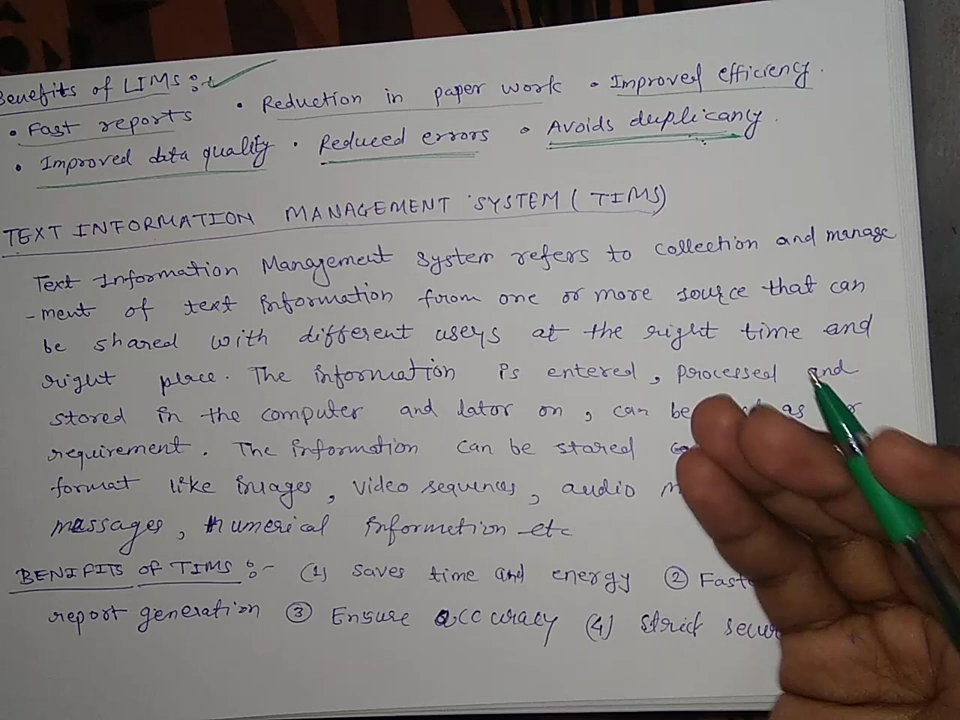 Benefits of LIMS :-
• Fast reports • Reduction in paper work • Improved efficiency.
• Improved data quality • Reduced errors • Avoids duplicany.
TEXT INFORMATION MANAGEMENT SYSTEM (TIMS)
Text Information Management System refers to collection and manage
-ment of text information from one or more source that can
be shared with different users at the right time and
right place. The information is entered, processed and
stored in the computer and lator on, can be as
requirement. The information can be stored
format like images, video sequences, audio
messages, numerical informetion etc
BENIFITS OF TIMS :- (1) Saves time and energy (2)
report generation (3) Ensure accuracy (4) strict